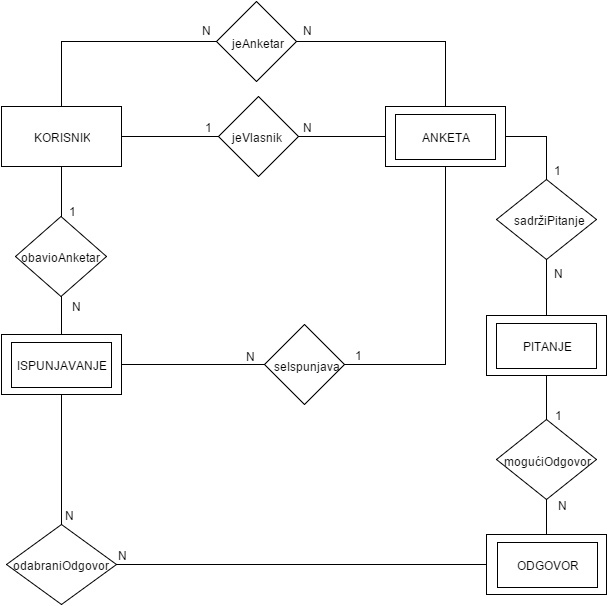 N
N
jeAnketar
KORISNIK
1
jeVlasnik
N
ANKETA
1
sadržiPitanje
N
1
obavioAnketar
N
ISPUNJAVANJE
N
seIspunjava
1
PITANJE
1
mogućiOdgovor
N
N
odabraniOdgovor
N
ODGOVOR